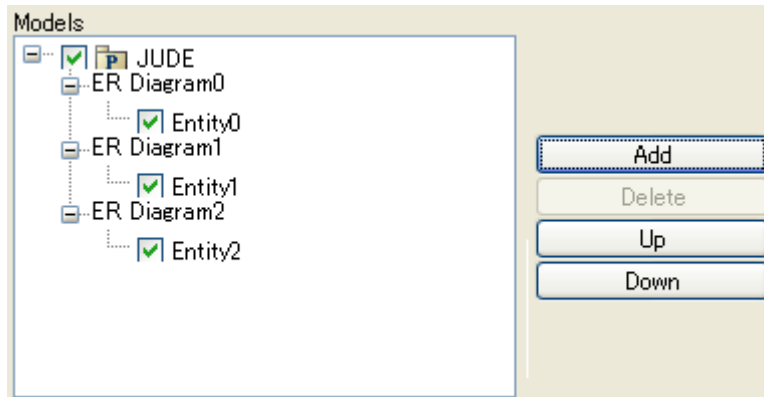 Models
P JUDE
ER Diagram0
Entity0
ER Diagram1
Entity1
ER Diagram2
Entity2
Add
Delete
Up
Down